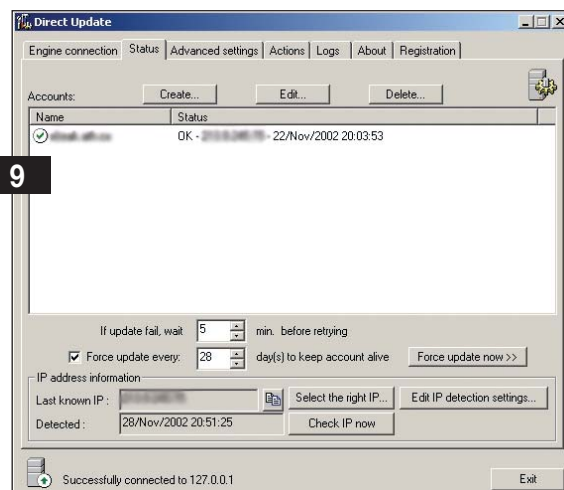 Direct Update
Engine connection Status Advanced settings Actions Logs About Registration
Accounts: Create... Edit... Delete...
Name Status
OK - - 22/Nov/2002 20:03:53
9
If update fail, wait 5 min. before retrying
Force update every: 28 day(s) to keep account alive Force update now >>
IP address information
Last known IP : Select the right IP... Edit IP detection settings...
Detected : 28/Nov/2002 20:51:25 Check IP now
Successfully connected to 127.0.0.1 Exit